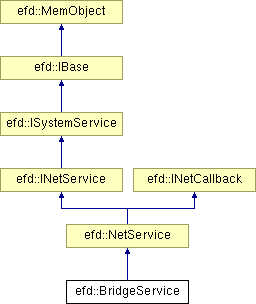 efd::MemObject
efd::IBase
efd::ISystemService
efd::INetService
efd::INetCallback
efd::NetService
efd::BridgeService